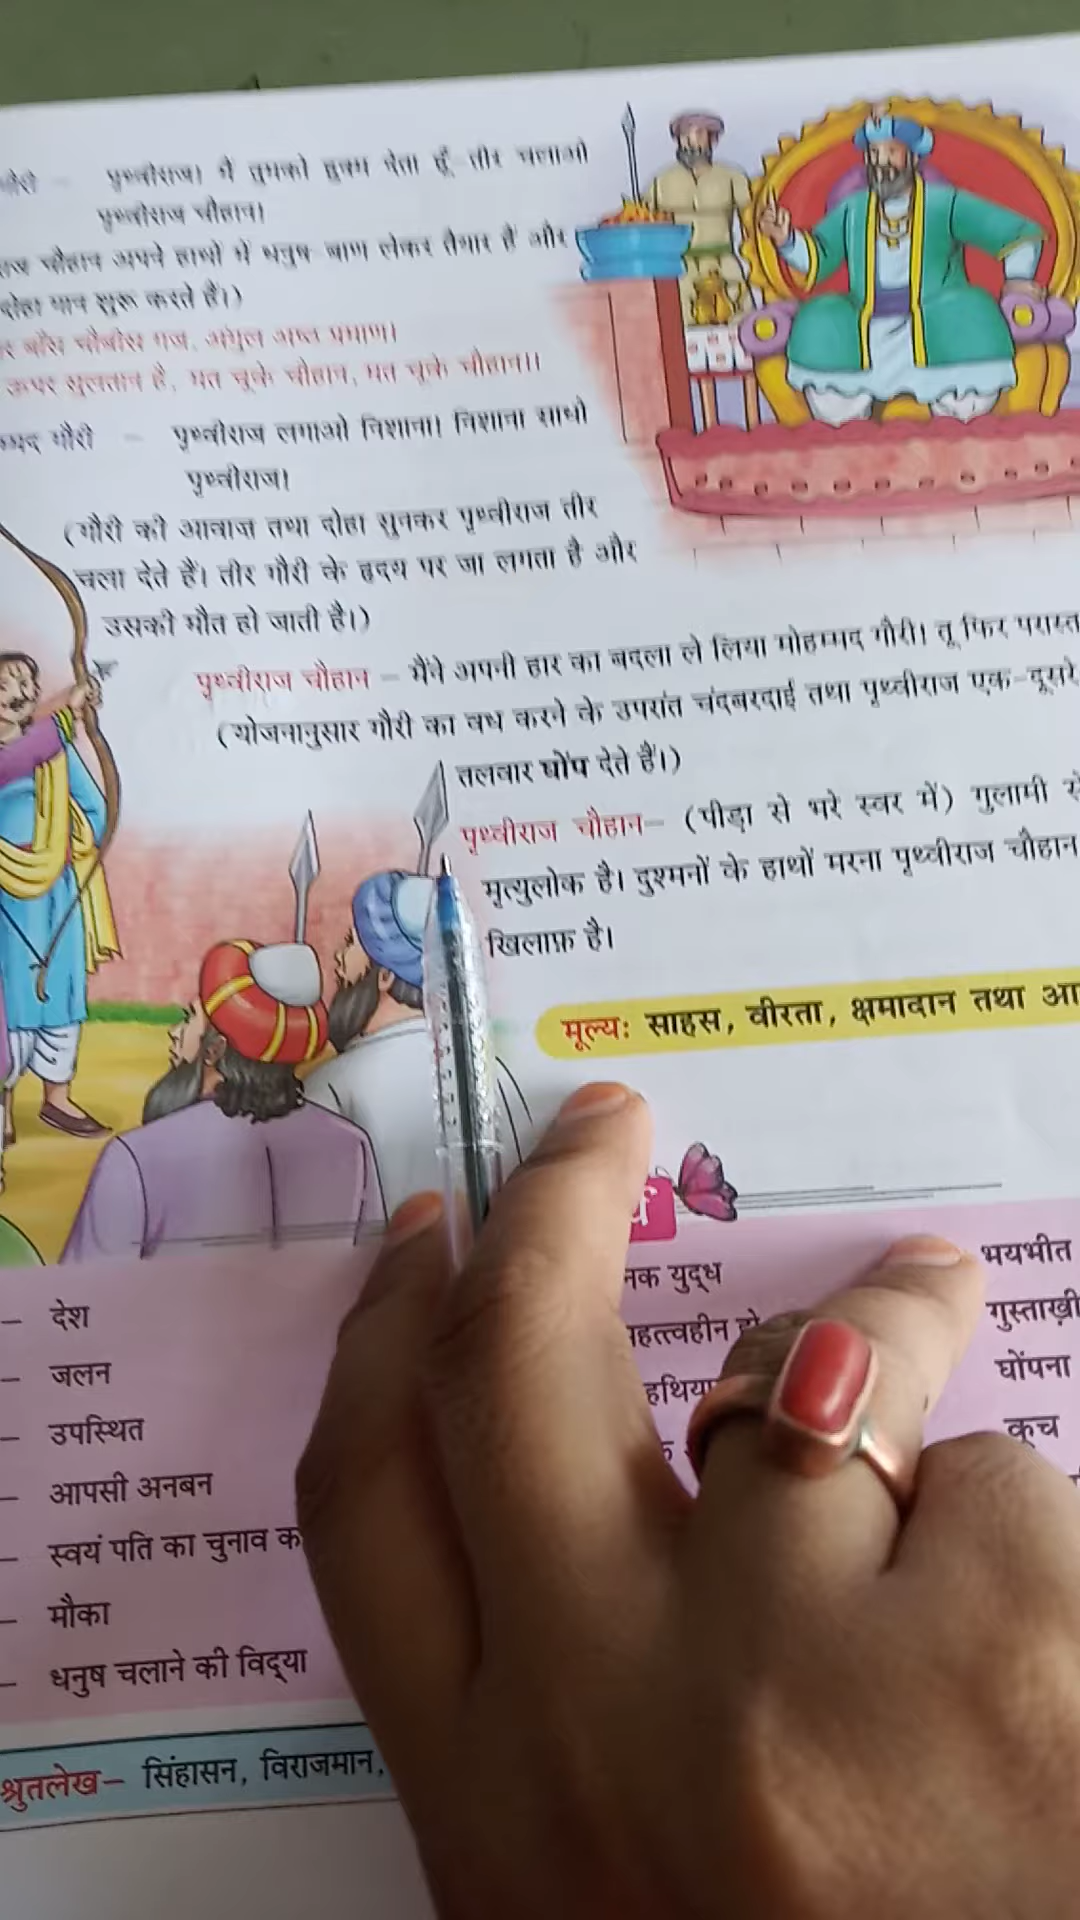 गौरी – पृथ्वीराज। मैं तुमको हुक्म देता हूँ तीर चलाओ
पृथ्वीराज चौहान।
चौहान अपने हाथों में धनुष बाण लेकर तैयार हैं और
दोहा गान शुरू करते हैं।)
बाँस चौबीस गज, अंगुल अष्ट प्रमाण।
ऊपर सुलतान है, मत चूके चौहान, मत चूके चौहान।।
गौरी – पृथ्वीराज लगाओ निशाना। निशाना साधो
पृथ्वीराज।
(गौरी की आवाज तथा दोहा सुनकर पृथ्वीराज तीर
चला देते हैं। तीर गौरी के हृदय पर जा लगता है और
उसकी मौत हो जाती है।)
पृथ्वीराज चौहान – मैंने अपनी हार का बदला ले लिया मोहम्मद गौरी। तू फिर परास्त
(योजनानुसार गौरी का वध करने के उपरांत चंदबरदाई तथा पृथ्वीराज एक-दूसरे
तलवार घोंप देते हैं।)
पृथ्वीराज चौहान– (पीड़ा से भरे स्वर में) गुलामी से
मृत्युलोक है। दुश्मनों के हाथों मरना पृथ्वीराज चौहान
खिलाफ़ है।
मूल्य: साहस, वीरता, क्षमादान तथा आ
– देश
– जलन
– उपस्थित
– आपसी अनबन
– स्वयं पति का चुनाव क
– मौका
– धनुष चलाने की विद्या
नक युद्ध
महत्त्वहीन हो
हथिया
भयभीत
गुस्ताख़ी
घोंपना
कूच
श्रुतलेख– सिंहासन, विराजमान,